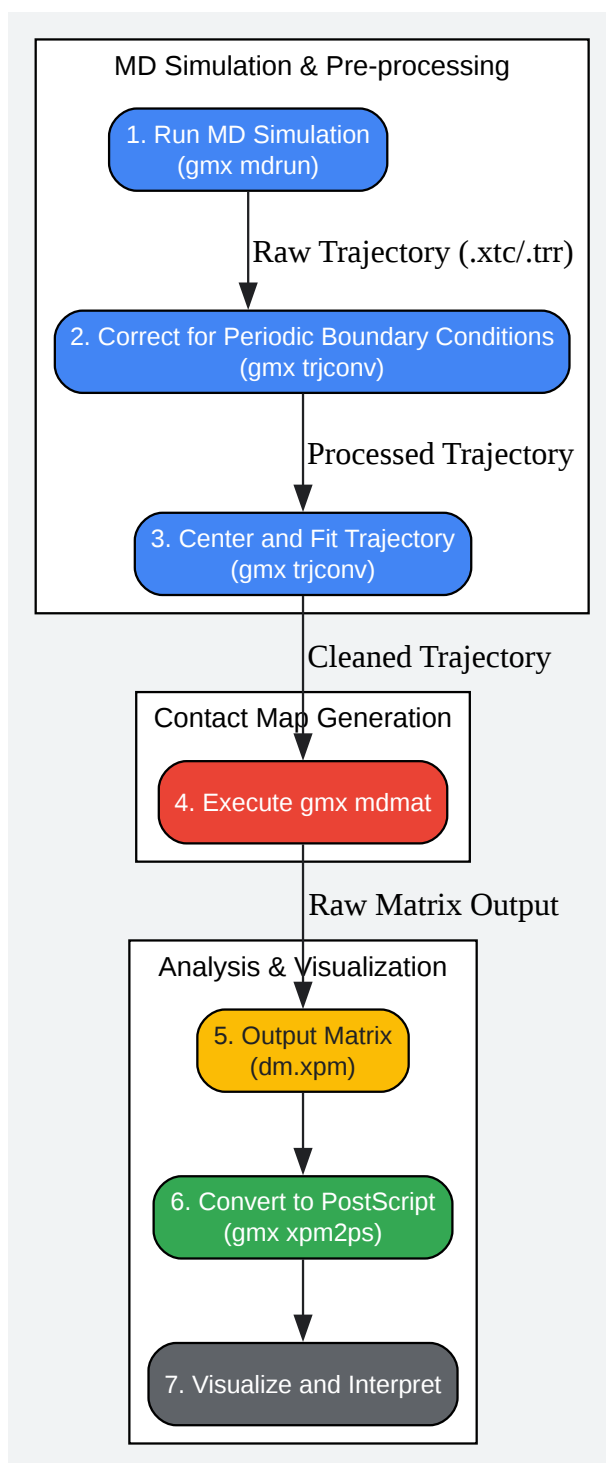 MD Simulation & Pre-processing
1. Run MD Simulation
(gmx mdrun)
Raw Trajectory (.xtc/.trr)
2. Correct for Periodic Boundary Conditions
(gmx trjconv)
Processed Trajectory
3. Center and Fit Trajectory
(gmx trjconv)
Cleaned Trajectory
Contact Map Generation
4. Execute gmx mdmat
Raw Matrix Output
Analysis & Visualization
5. Output Matrix
(dm.xpm)
6. Convert to PostScript
(gmx xpm2ps)
7. Visualize and Interpret